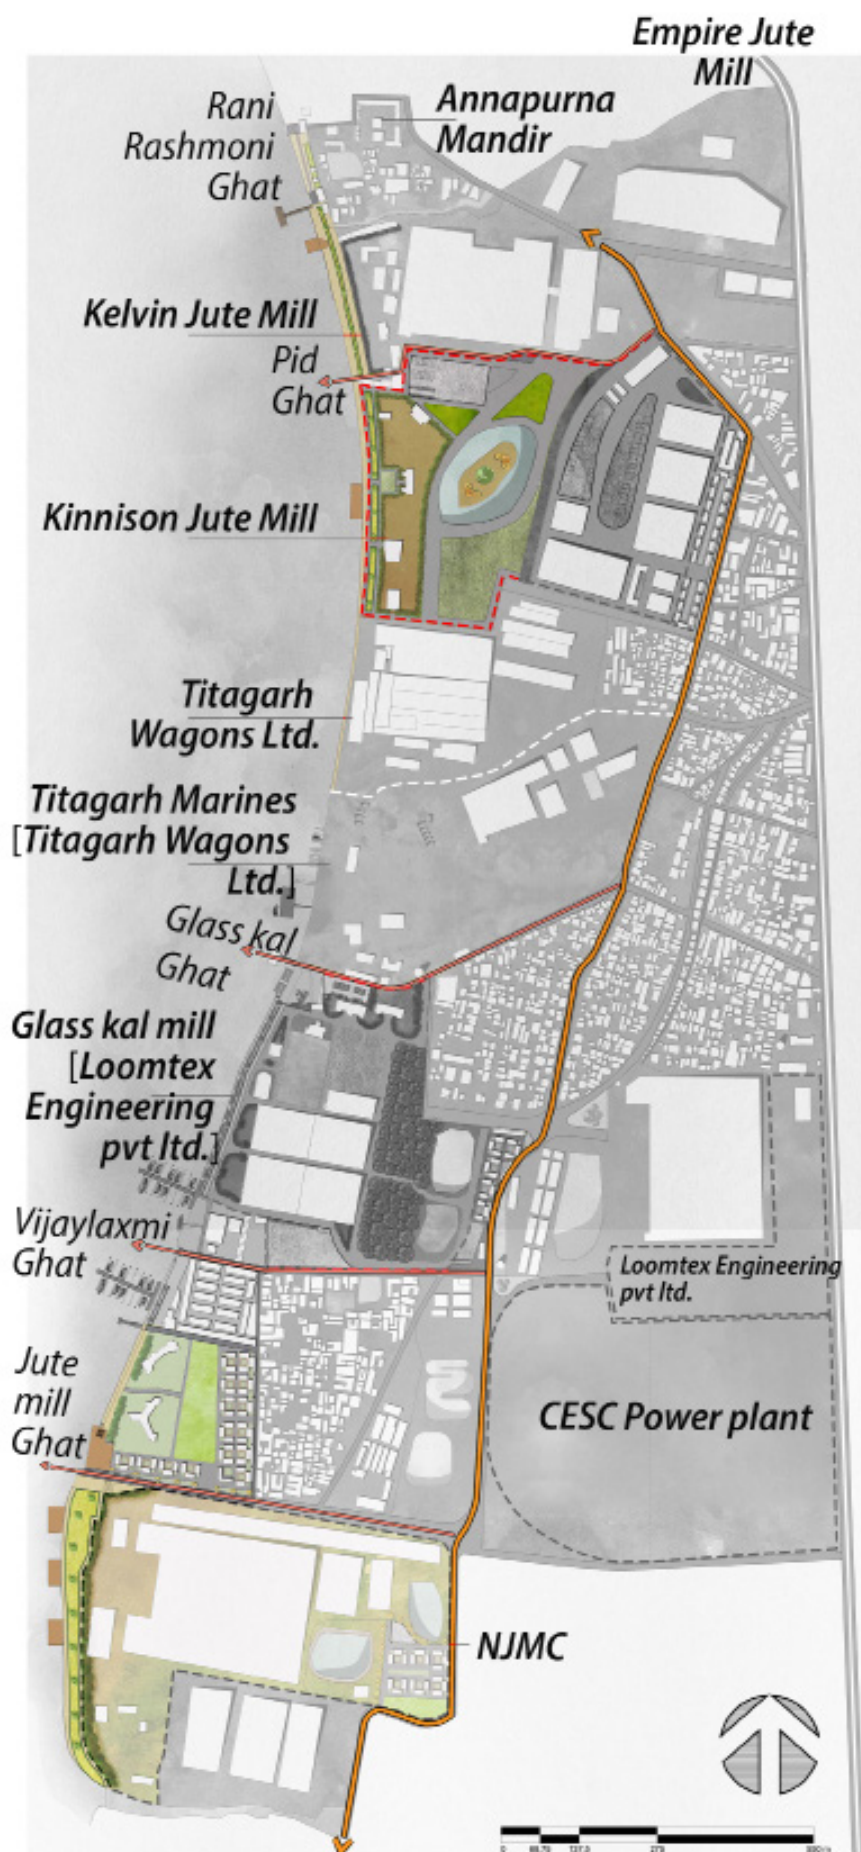 Empire Jute
Mill
Rani
Rashmoni
Ghat
Annapurna
Mandir
Kelvin Jute Mill
Pid
Ghat
Kinnison Jute Mill
Titagarh
Wagons Ltd.
Titagarh Marines
[Titagarh Wagons
Ltd.]
Glass kal
Ghat
Glass kal mill
[Loomtex
Engineering
pvt ltd.]
Vijaylaxmi
Ghat
Loomtex Engineering
pvt ltd.
Jute
mill
Ghat
CESC Power plant
NJMC
0 275